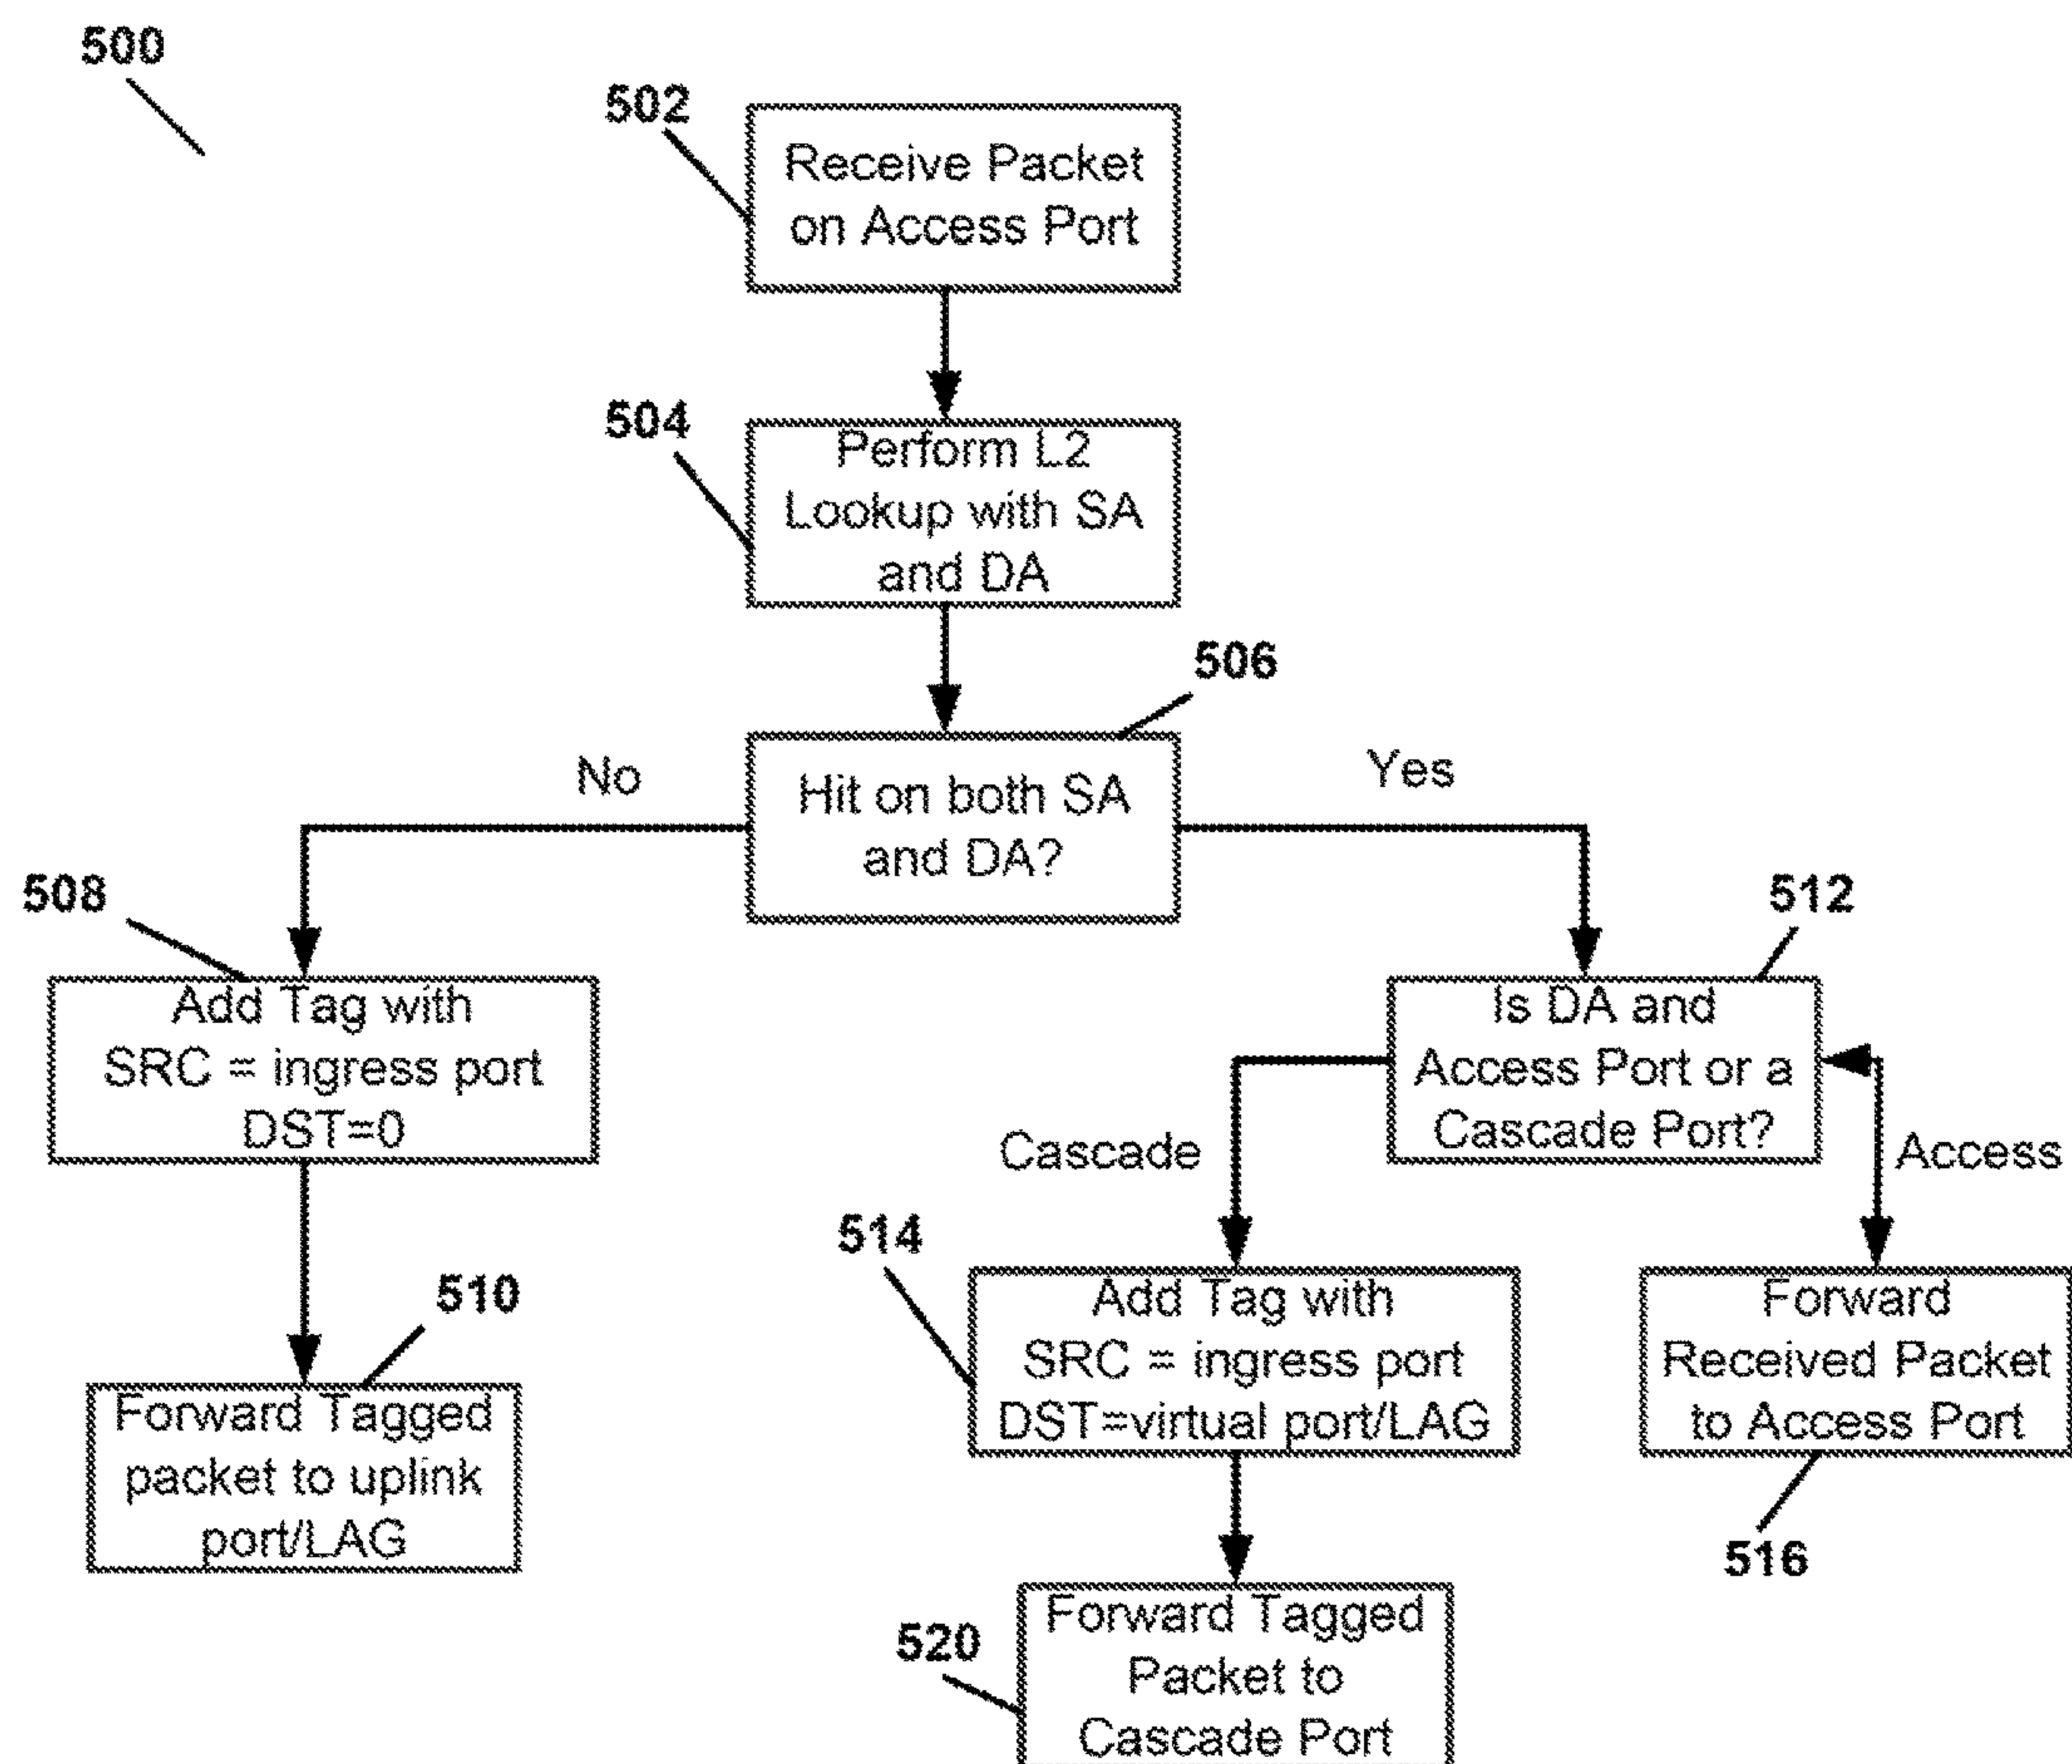 500
502
Receive Packet
on Access Port
504
Perform L2
Lookup with SA
and DA
506
No
Hit on both SA
and DA?
Yes
508
Add Tag with
SRC = ingress port
DST=0
510
Forward Tagged
packet to uplink
port/LAG
512
Is DA and
Access Port or a
Cascade Port?
Cascade
Access
514
Add Tag with
SRC = ingress port
DST=virtual port/LAG
Forward
Received Packet
to Access Port
516
520
Forward Tagged
Packet to
Cascade Port